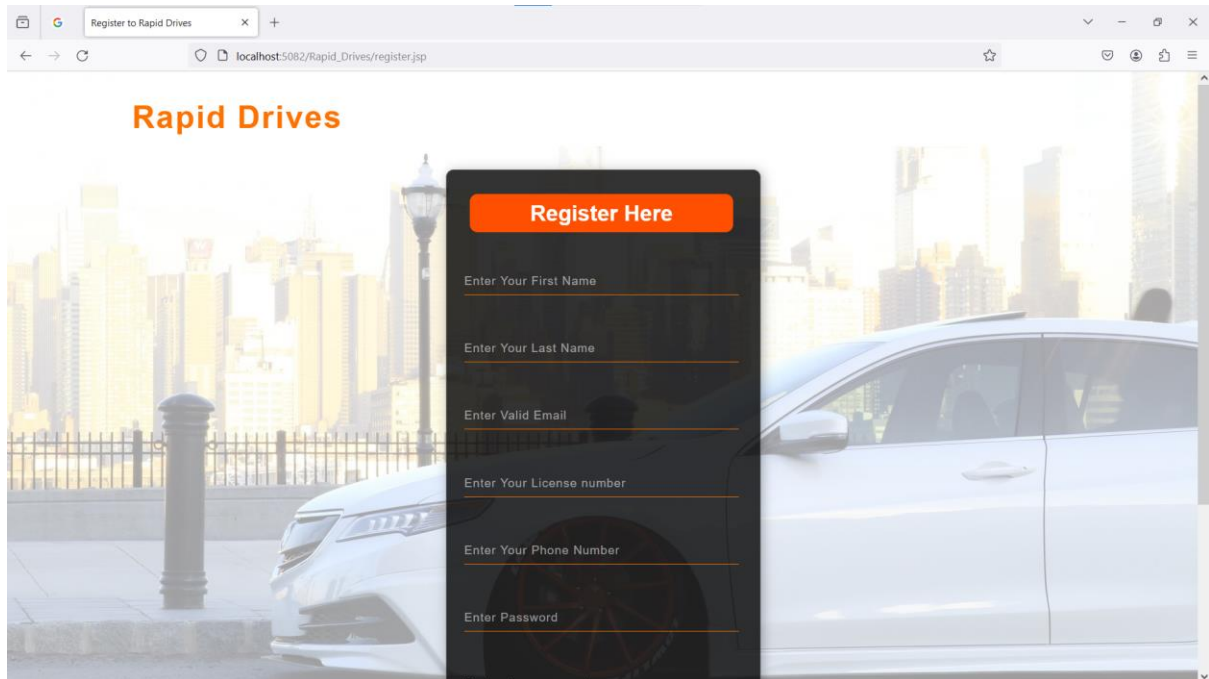 Register to Rapid Drives
localhost:5082/Rapid_Drives/register.jsp
Rapid Drives
Register Here
Enter Your First Name
Enter Your Last Name
Enter Valid Email
Enter Your License number
Enter Your Phone Number
Enter Password